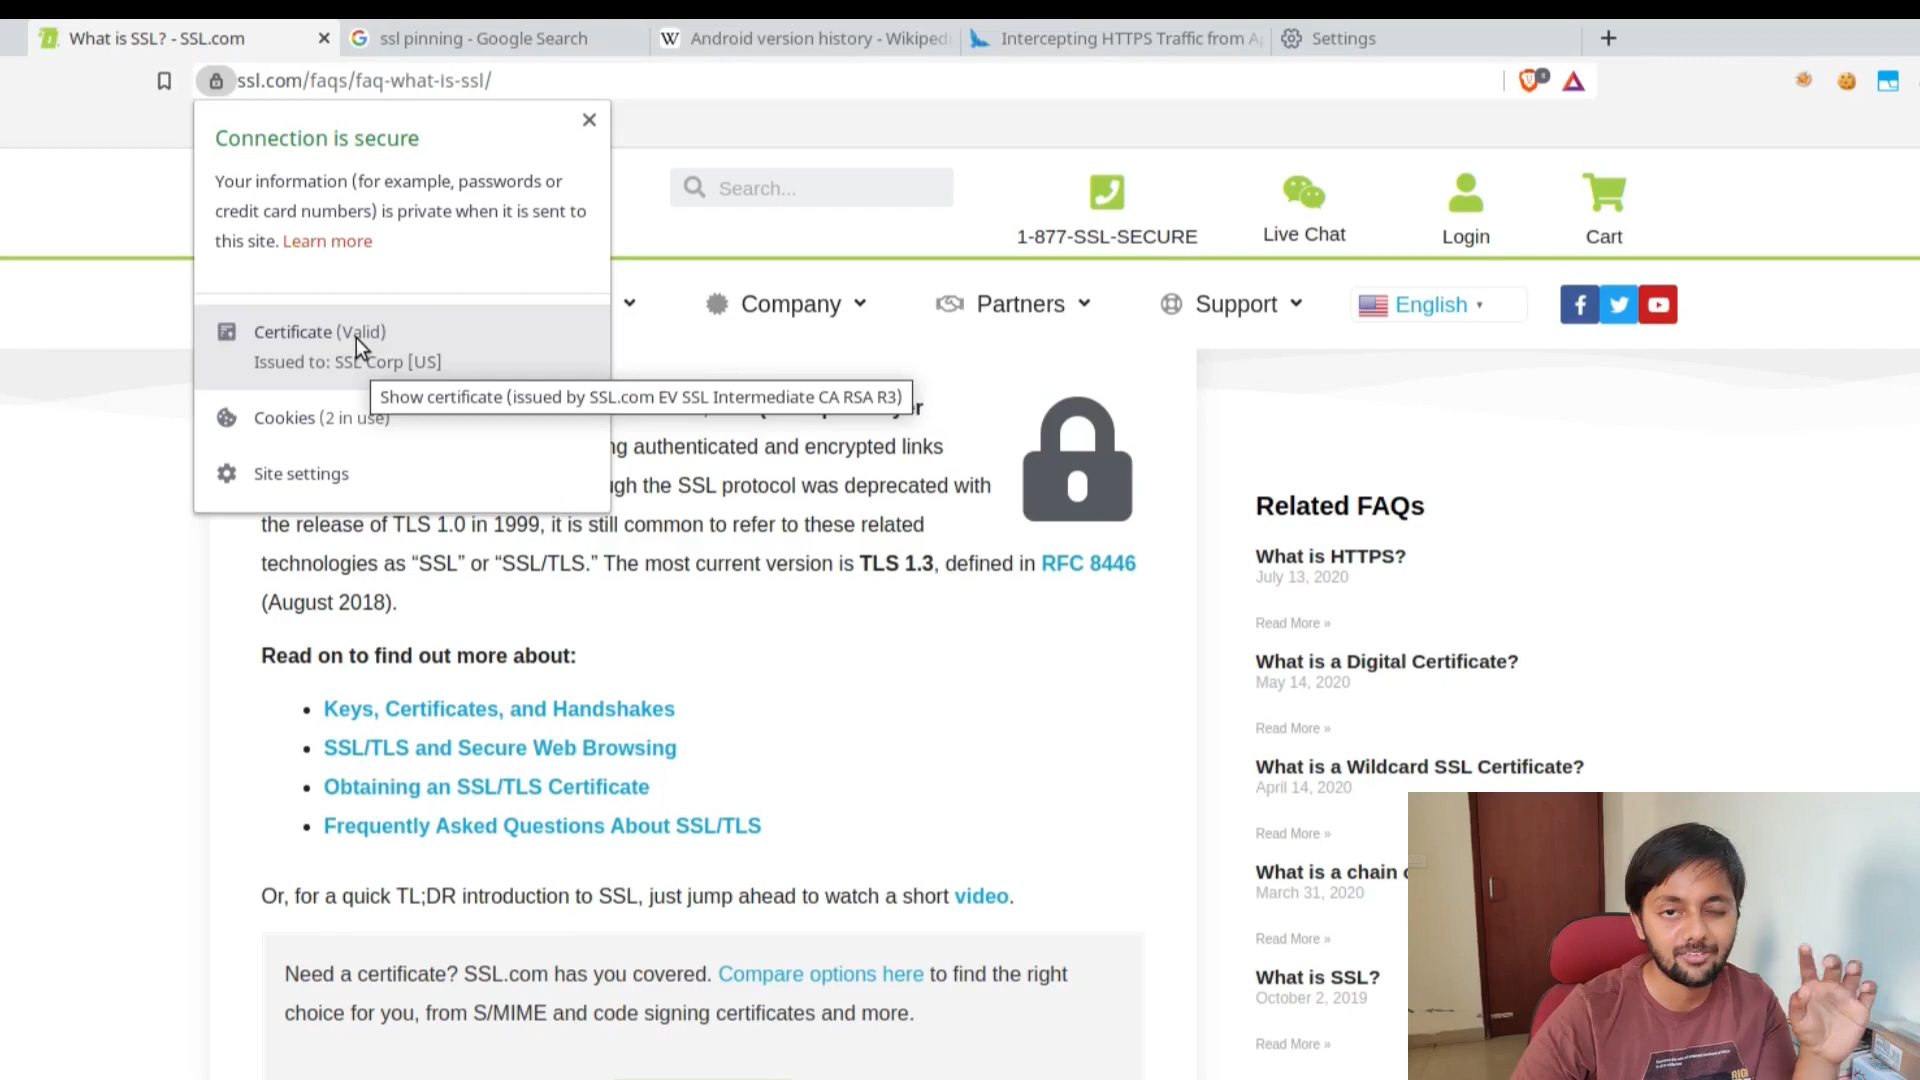 What is SSL? - SSL.com
ssl pinning - Google Search
Android version history - Wikiped
Intercepting HTTPS Traffic from A
Settings
ssl.com/faqs/faq-what-is-ssl/
Connection is secure
Your information (for example, passwords or
credit card numbers) is private when it is sent to
this site. Learn more
Certificate (Valid)
Issued to: SSL Corp [US]
Show certificate (issued by SSL.com EV SSL Intermediate CA RSA R3)
Cookies (2 in use)
Site settings
Search...
1-877-SSL-SECURE
Live Chat
Login
Cart
Company
Partners
Support
English
authenticated and encrypted links
the SSL protocol was deprecated with
the release of TLS 1.0 in 1999, it is still common to refer to these related
technologies as “SSL” or “SSL/TLS.” The most current version is TLS 1.3, defined in RFC 8446
(August 2018).
Read on to find out more about:
• Keys, Certificates, and Handshakes
• SSL/TLS and Secure Web Browsing
• Obtaining an SSL/TLS Certificate
• Frequently Asked Questions About SSL/TLS
Or, for a quick TL;DR introduction to SSL, just jump ahead to watch a short video.
Need a certificate? SSL.com has you covered. Compare options here to find the right
choice for you, from S/MIME and code signing certificates and more.
Related FAQs
What is HTTPS?
July 13, 2020
Read More »
What is a Digital Certificate?
May 14, 2020
Read More »
What is a Wildcard SSL Certificate?
April 14, 2020
Read More »
What is a chain
March 31, 2020
Read More »
What is SSL?
October 2, 2019
Read More »